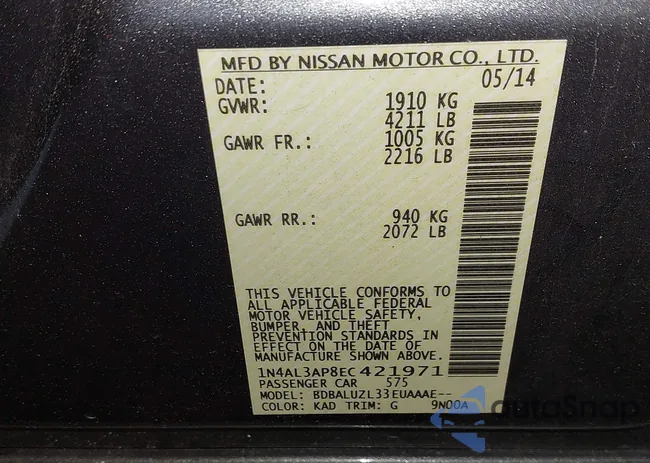 MFD BY NISSAN MOTOR CO., LTD.
DATE: 05/14
GVWR: 1910 KG
4211 LB
GAWR FR.: 1005 KG
2216 LB
GAWR RR.: 940 KG
2072 LB
THIS VEHICLE CONFORMS TO
ALL APPLICABLE FEDERAL
MOTOR VEHICLE SAFETY,
BUMPER, AND THEFT
PREVENTION STANDARDS IN
EFFECT ON THE DATE OF
MANUFACTURE SHOWN ABOVE.
1N4AL3AP8EC421971
PASSENGER CAR 575
MODEL: BDBALUZL33EUAAAE--
COLOR: KAD TRIM: G 9N00A
autoSnap